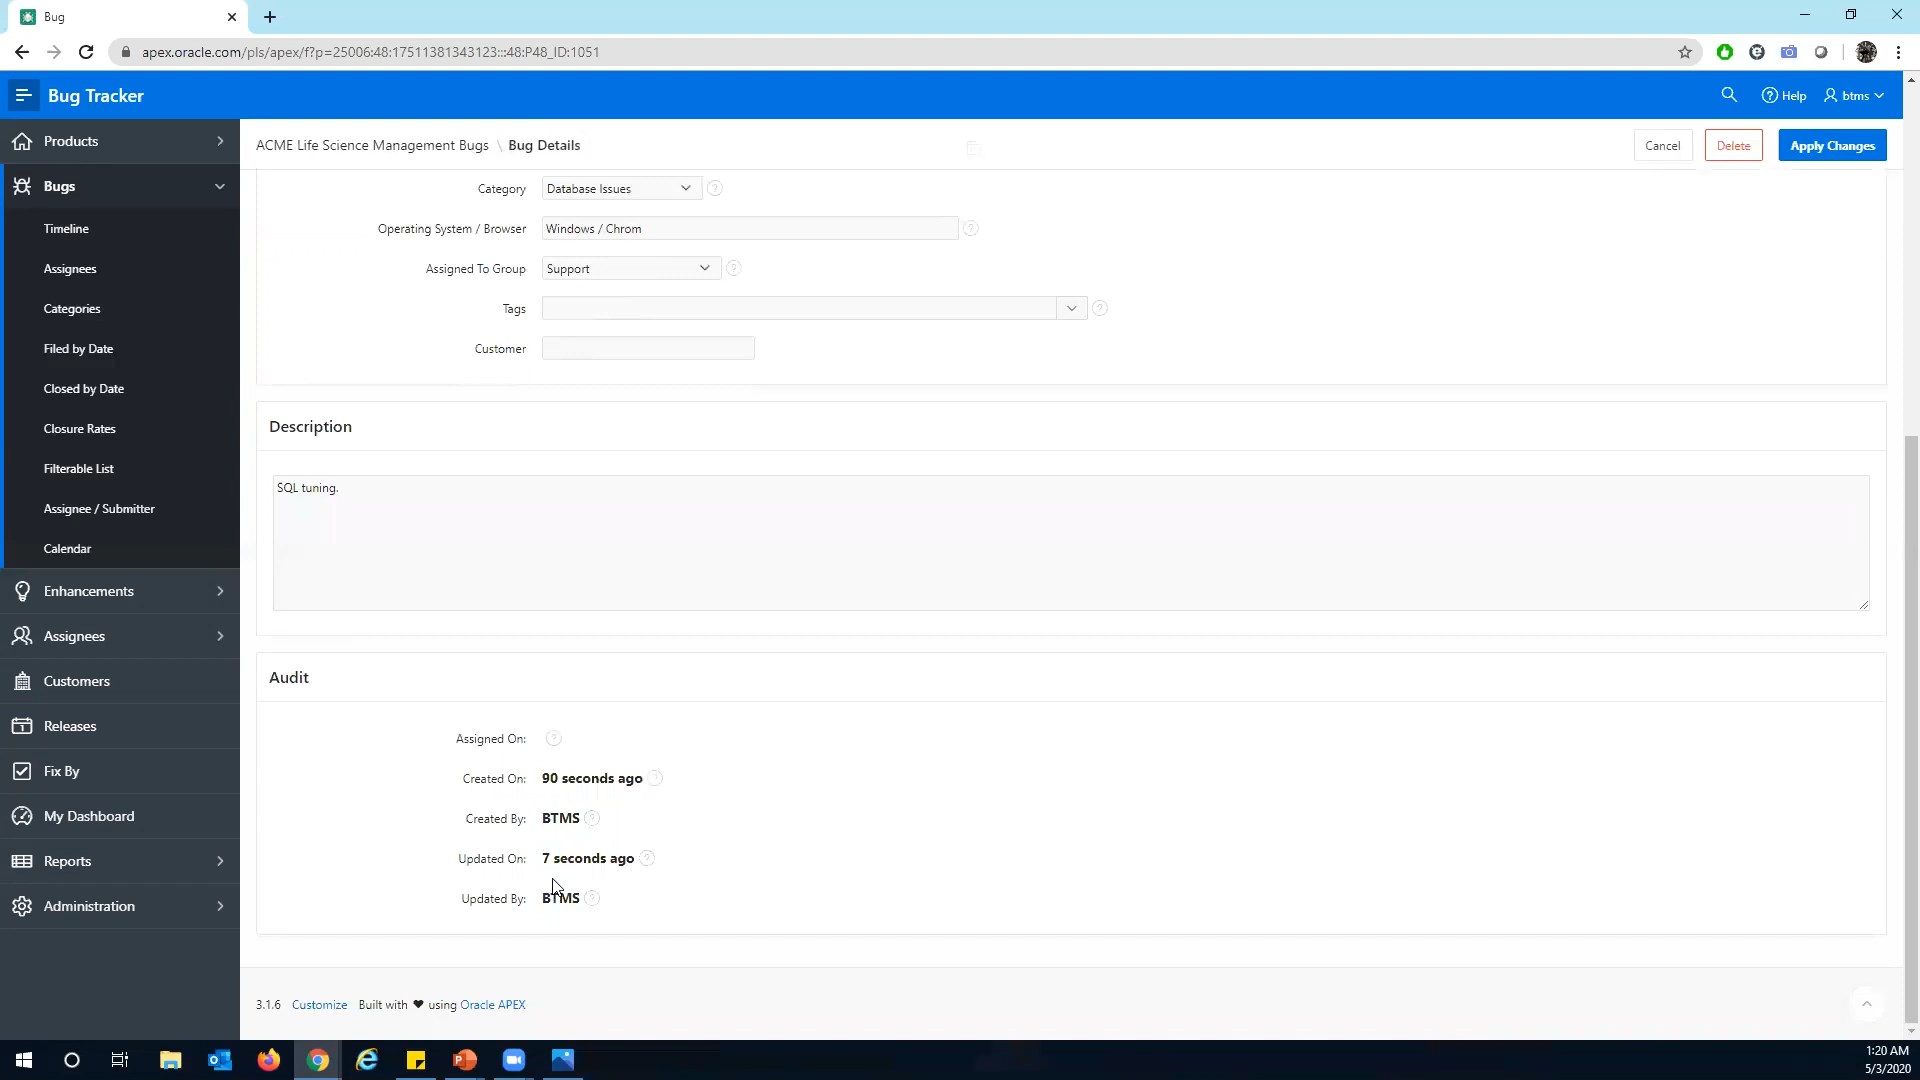 Bug
apex.oracle.com/pls/apex/f?p=25006:48:17511381343123:::48:P48_ID:1051
Bug Tracker
Help
btms
Products
Bugs
Timeline
Assignees
Categories
Filed by Date
Closed by Date
Closure Rates
Filterable List
Assignee / Submitter
Calendar
Enhancements
Assignees
Customers
Releases
Fix By
My Dashboard
Reports
Administration
ACME Life Science Management Bugs \ Bug Details
Cancel
Delete
Apply Changes
Category Database Issues
Operating System / Browser Windows / Chrom
Assigned To Group Support
Tags
Customer
Description
SQL tuning.
Audit
Assigned On:
Created On: 90 seconds ago
Created By: BTMS
Updated On: 7 seconds ago
Updated By: BTMS
3.1.6 Customize Built with ❤ using Oracle APEX
1:20 AM
5/3/2020